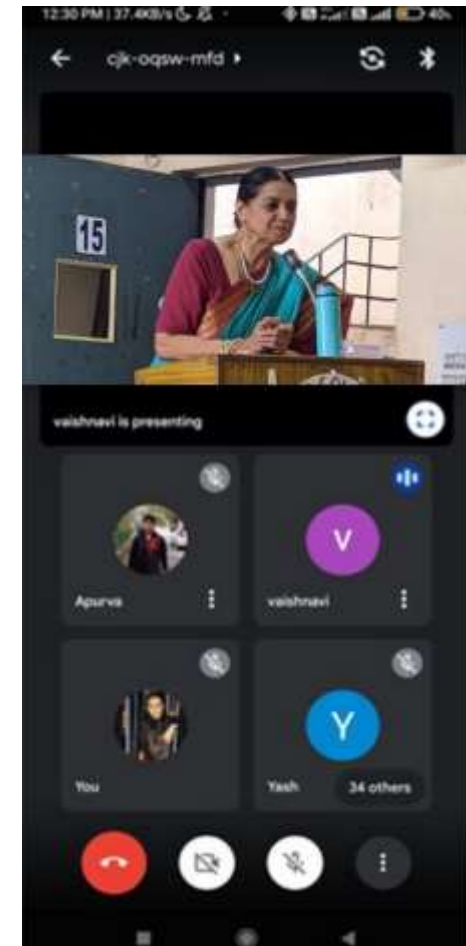 12:30 PM | 37.4KB/s
40%
cjk-oqsw-mfd
15
vaishnavi is presenting
V
Apurva
vaishnavi
Y
You
Yash
34 others